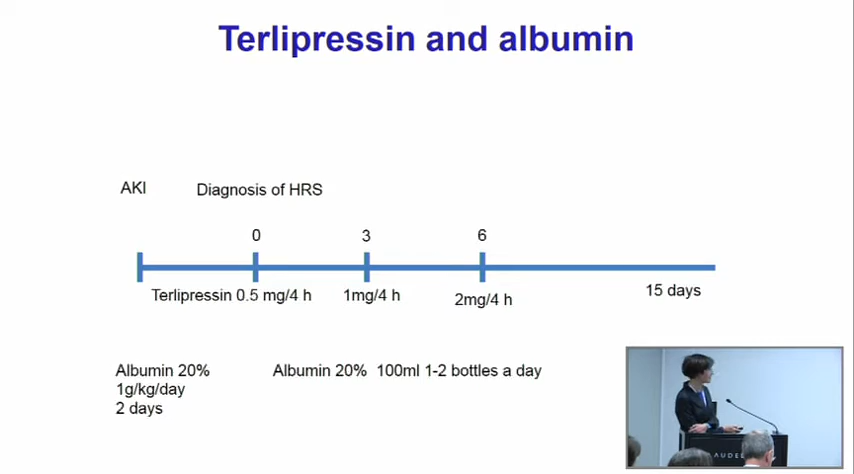 Terlipressin and albumin
AKI
Diagnosis of HRS
0
3
6
Terlipressin 0.5 mg/4 h
1mg/4 h
2mg/4 h
15 days
Albumin 20%
1g/kg/day
2 days
Albumin 20%  100ml 1-2 bottles a day